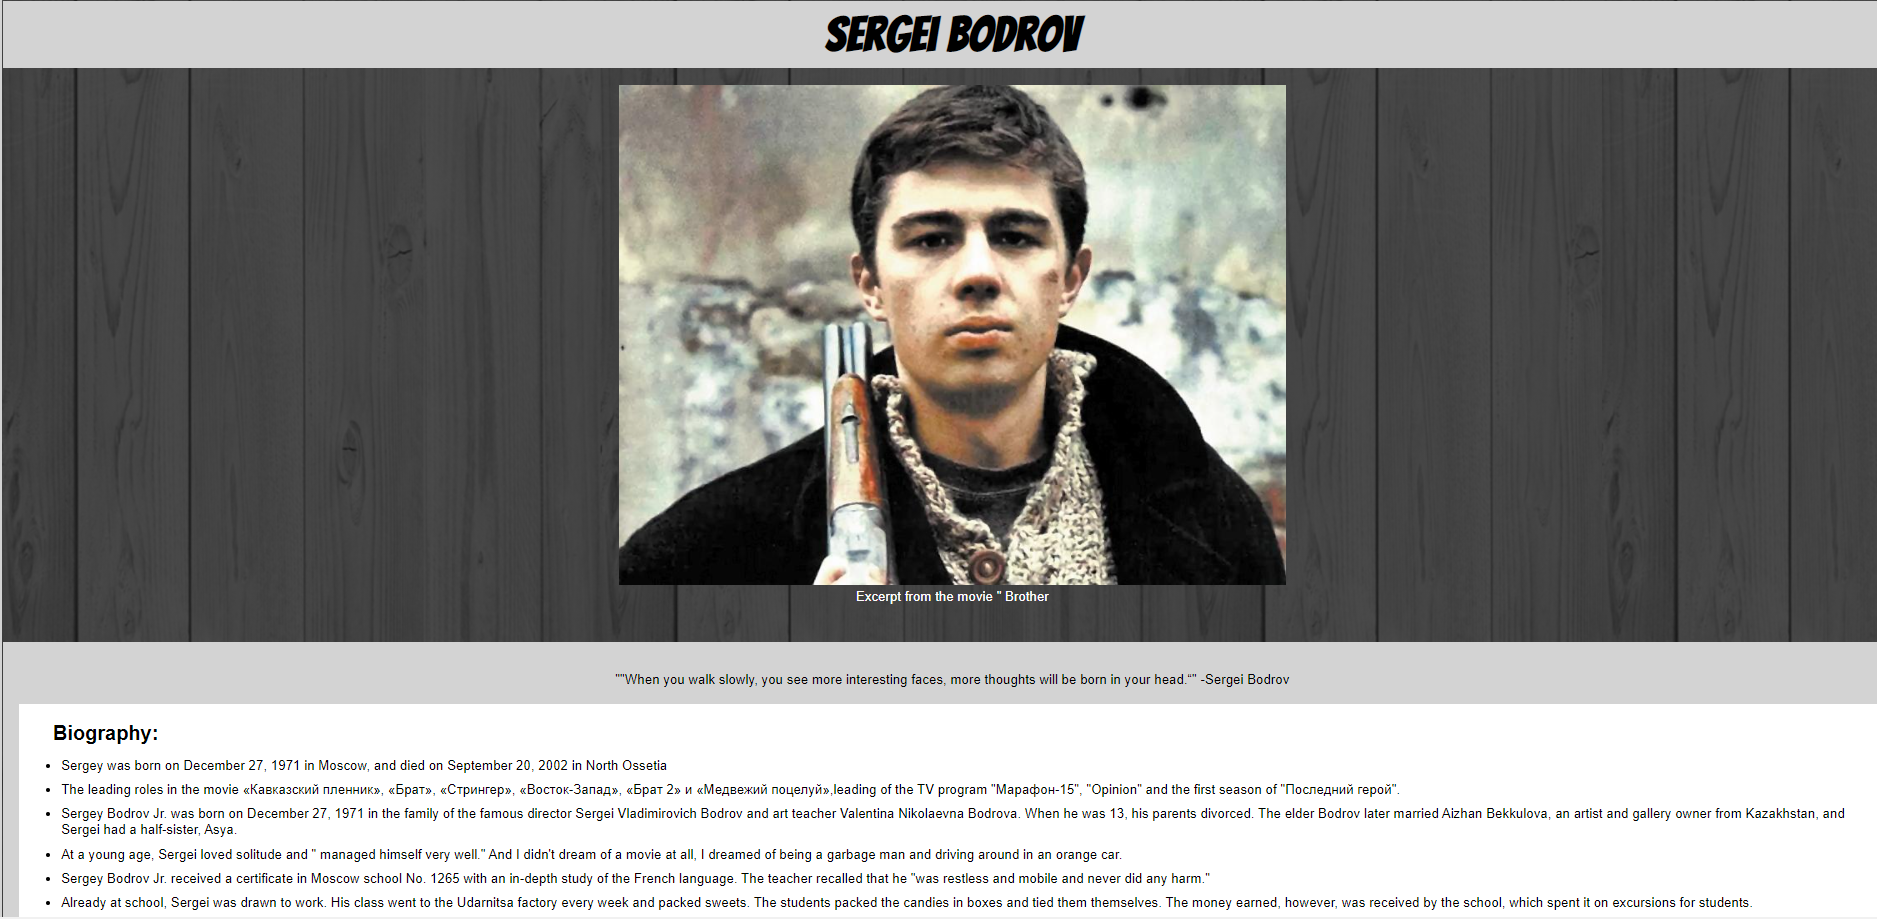 SERGEI BODROV
Excerpt from the movie " Brother
""When you walk slowly, you see more interesting faces, more thoughts will be born in your head.“" -Sergei Bodrov
Biography:
Sergey was born on December 27, 1971 in Moscow, and died on September 20, 2002 in North Ossetia
The leading roles in the movie «Кавказский пленник», «Брат», «Стрингер», «Восток-Запад», «Брат 2» и «Медвежий поцелуй»,leading of the TV program "Марафон-15", "Opinion" and the first season of "Последний герой".
Sergey Bodrov Jr. was born on December 27, 1971 in the family of the famous director Sergei Vladimirovich Bodrov and art teacher Valentina Nikolaevna Bodrova. When he was 13, his parents divorced. The elder Bodrov later married Aizhan Bekkulova, an artist and gallery owner from Kazakhstan, and
Sergei had a half-sister, Asya.
At a young age, Sergei loved solitude and " managed himself very well." And I didn't dream of a movie at all, I dreamed of being a garbage man and driving around in an orange car.
Sergey Bodrov Jr. received a certificate in Moscow school No. 1265 with an in-depth study of the French language. The teacher recalled that he "was restless and mobile and never did any harm."
Already at school, Sergei was drawn to work. His class went to the Udarnitsa factory every week and packed sweets. The students packed the candies in boxes and tied them themselves. The money earned, however, was received by the school, which spent it on excursions for students.